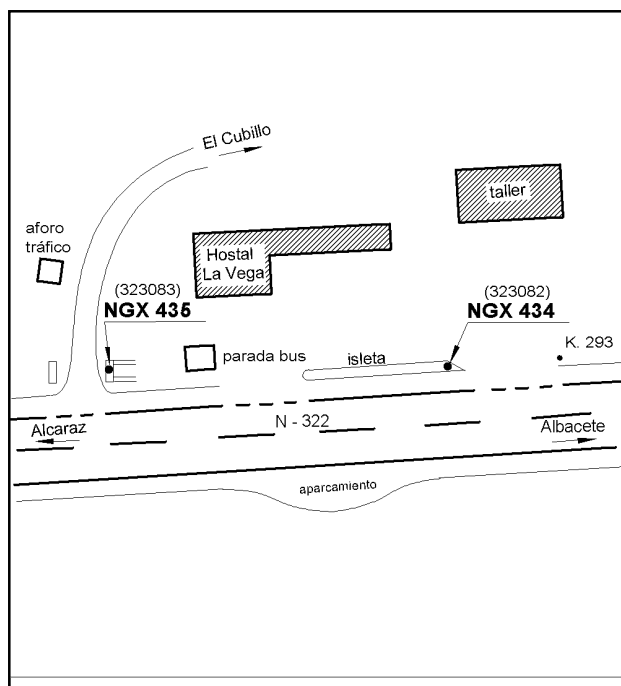 El Cubillo
taller
aforo
tráfico
Hostal
La Vega
(323083)
NGX 435
(323082)
NGX 434
parada bus
isleta
K. 293
N - 322
Alcaraz
Albacete
aparcamiento